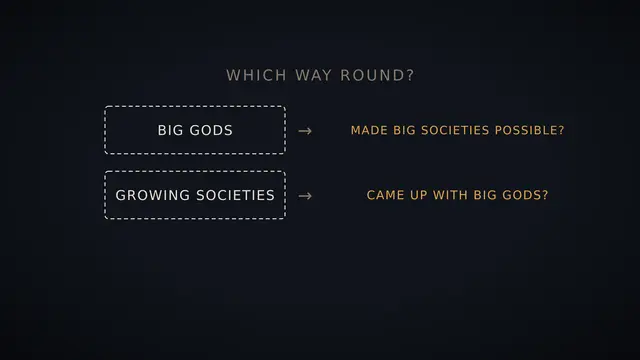 WHICH WAY ROUND?
BIG GODS → MADE BIG SOCIETIES POSSIBLE?
GROWING SOCIETIES → CAME UP WITH BIG GODS?